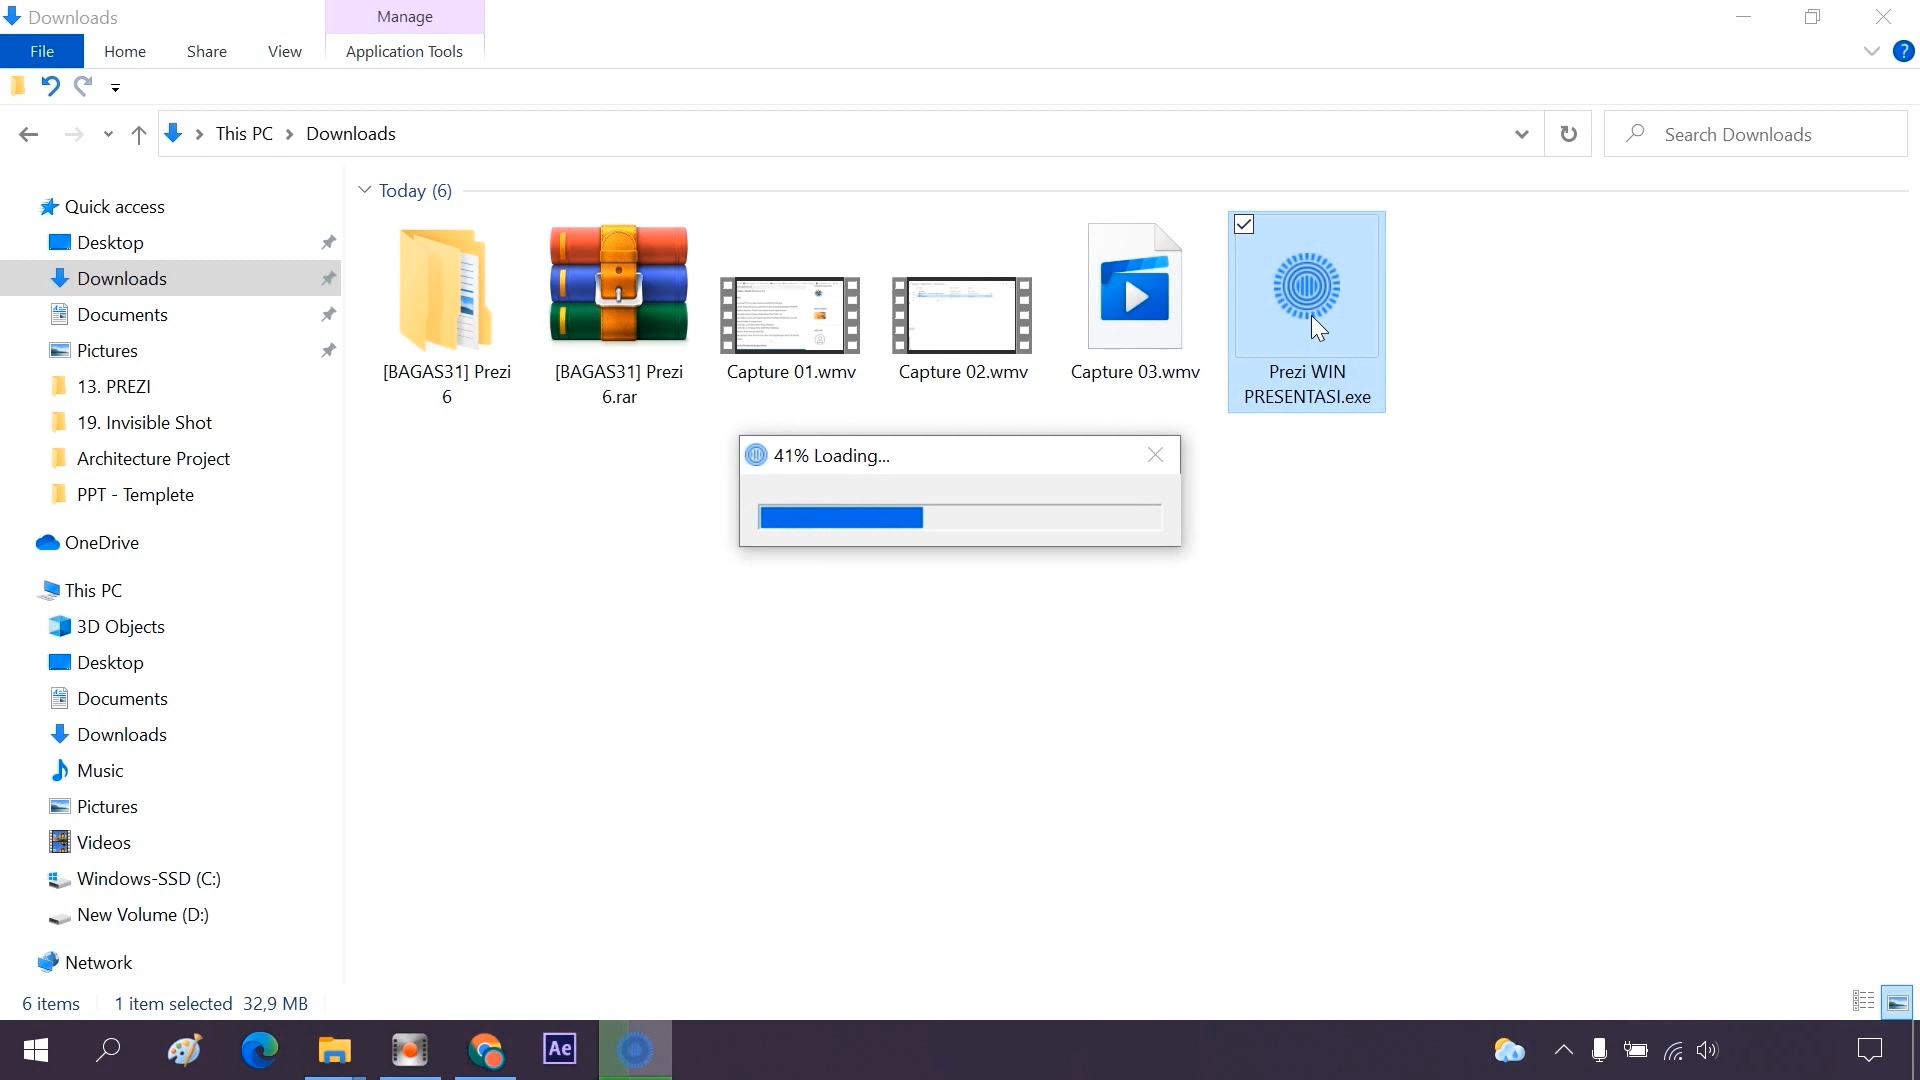 Downloads
Manage
File
Home
Share
View
Application Tools
?
This PC
Downloads
Search Downloads
Today (6)
Quick access
Desktop
Downloads
Documents
Pictures
13. PREZI
19. Invisible Shot
Architecture Project
PPT - Templete
OneDrive
This PC
3D Objects
Desktop
Documents
Downloads
Music
Pictures
Videos
Windows-SSD (C:)
New Volume (D:)
Network
[BAGAS31] Prezi
6
[BAGAS31] Prezi
6.rar
Capture 01.wmv
Capture 02.wmv
Capture 03.wmv
Prezi WIN
PRESENTASI.exe
41% Loading...
6 items
1 item selected 32,9 MB
Ae